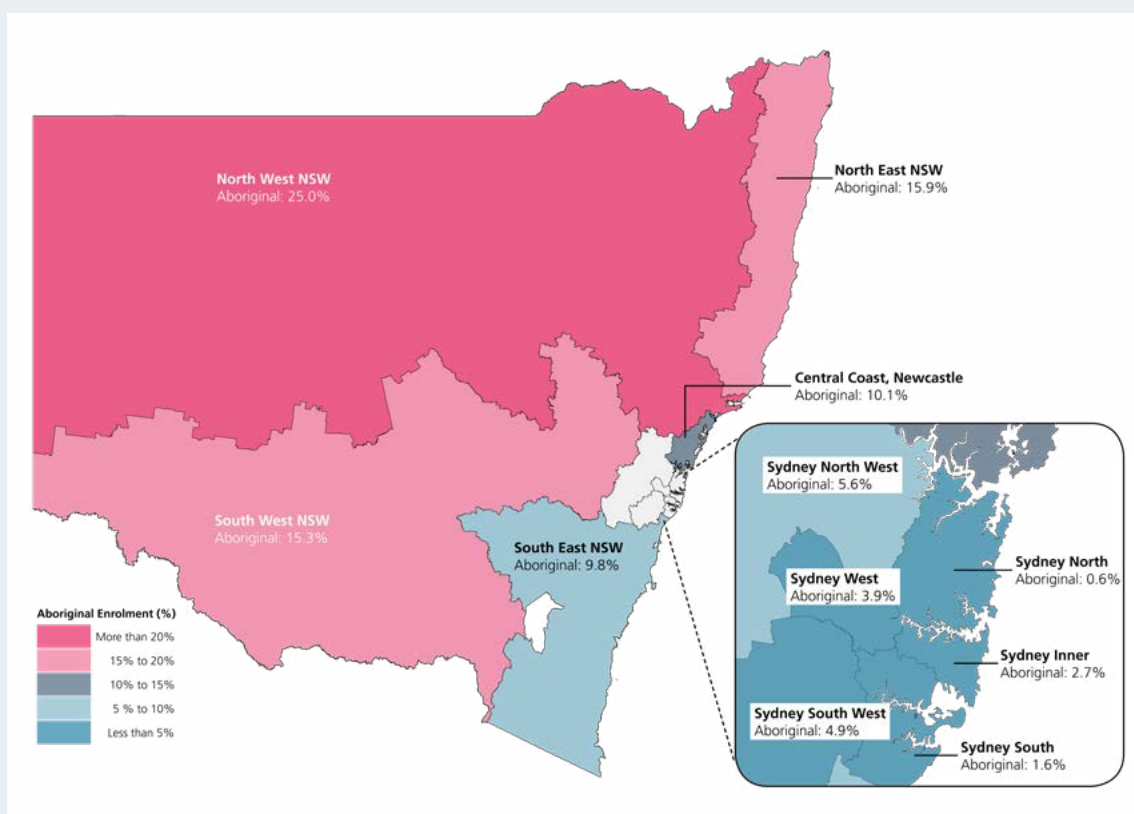 North West NSW
Aboriginal: 25.0%
North East NSW
Aboriginal: 15.9%
Central Coast, Newcastle
Aboriginal: 10.1%
South West NSW
Aboriginal: 15.3%
South East NSW
Aboriginal: 9.8%
Sydney North West
Aboriginal: 5.6%
Sydney North
Aboriginal: 0.6%
Sydney West
Aboriginal: 3.9%
Sydney Inner
Aboriginal: 2.7%
Sydney South West
Aboriginal: 4.9%
Sydney South
Aboriginal: 1.6%
Aboriginal Enrolment (%)
More than 20%
15% to 20%
10% to 15%
5 % to 10%
Less than 5%